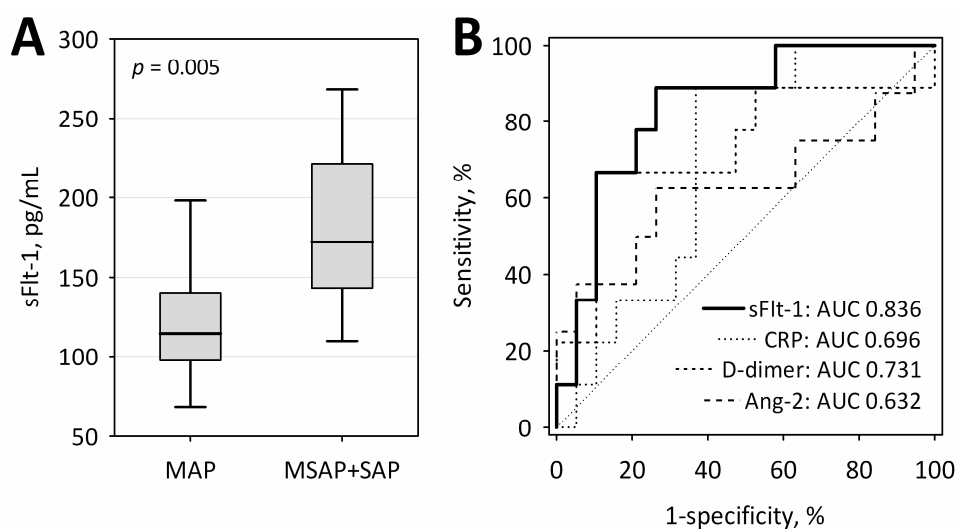 A
300
250
200
150
100
50
sFlt-1, pg/mL
p = 0.005
MAP
MSAP+SAP
B
100
80
60
40
20
0
Sensitivity, %
sFlt-1: AUC 0.836
CRP: AUC 0.696
D-dimer: AUC 0.731
Ang-2: AUC 0.632
0 20 40 60 80 100
1-specificity, %